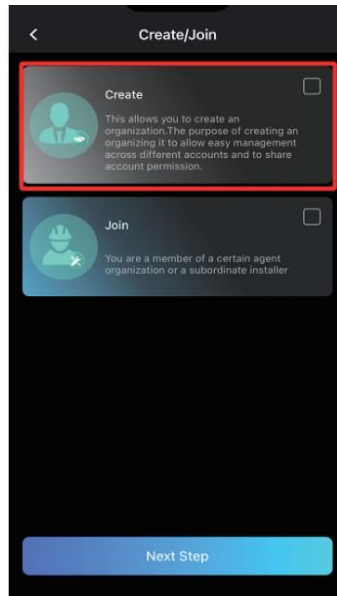 Create/Join
Create
This allows you to create an
organization.The purpose of creating an
organizing it to allow easy management
across different accounts and to share
account permission.
Join
You are a member of a certain agent
organization or a subordinate installer
Next Step